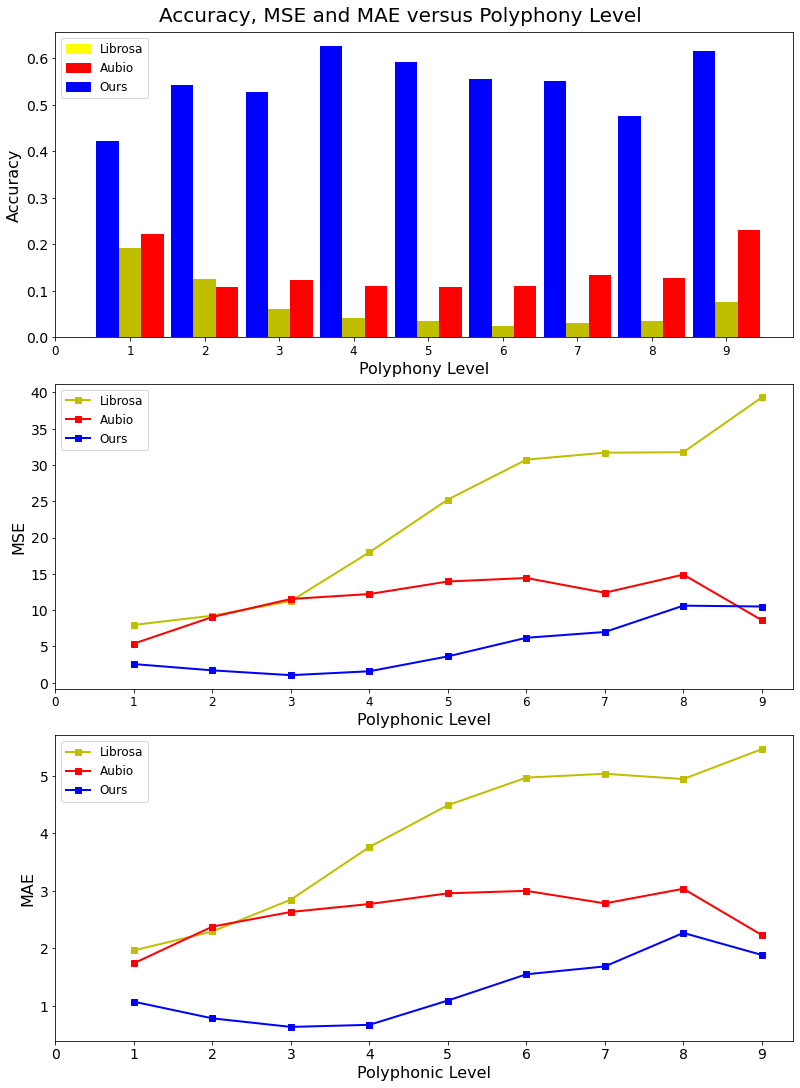 Accuracy, MSE and MAE versus Polyphony Level
Librosa
Aubio
Ours
Accuracy
0.6
0.5
0.4
0.3
0.2
0.1
0.0
0 1 2 3 4 5 6 7 8 9
Polyphony Level
Librosa
Aubio
Ours
MSE
40
35
30
25
20
15
10
5
0
0 1 2 3 4 5 6 7 8 9
Polyphonic Level
Librosa
Aubio
Ours
MAE
5
4
3
2
1
0 1 2 3 4 5 6 7 8 9
Polyphonic Level